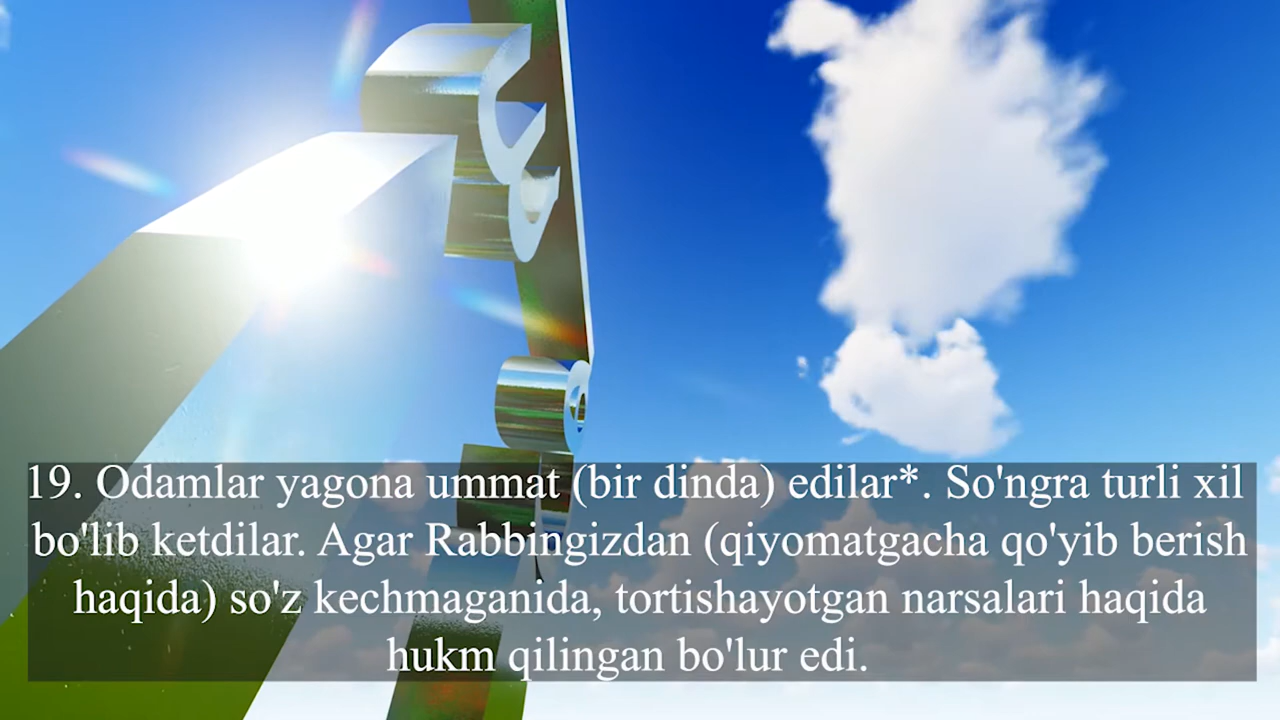 19. Odamlar yagona ummat (bir dinda) edilar*. So'ngra turli xil
bo'lib ketdilar. Agar Rabbingizdan (qiyomatgacha qo'yib berish
haqida) so'z kechmaganida, tortishayotgan narsalari haqida
hukm qilingan bo'lur edi.